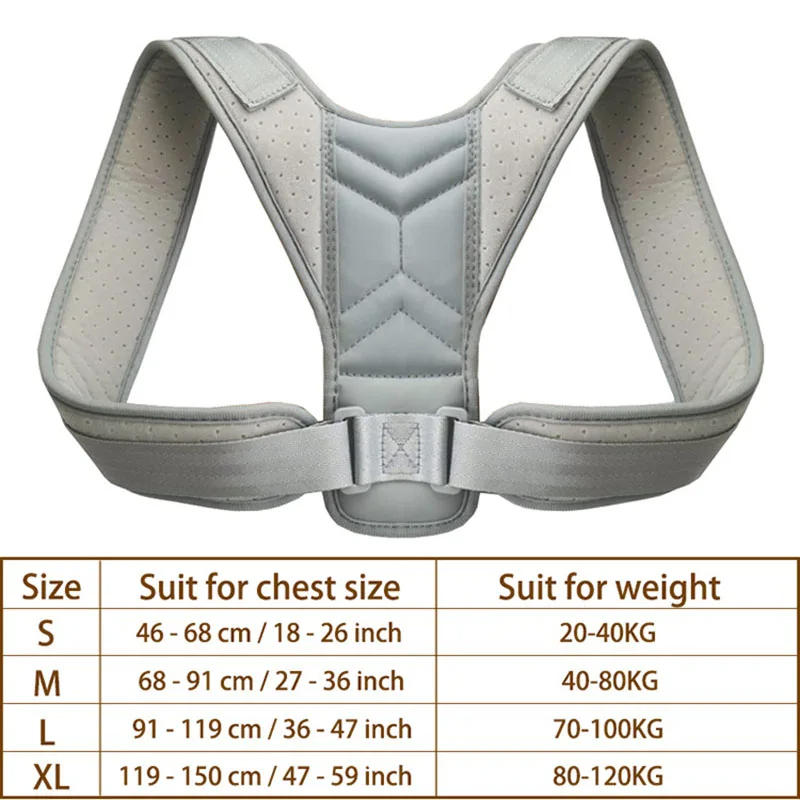 Size Suit for chest size Suit for weight
S 46 - 68 cm / 18 - 26 inch 20-40KG
M 68 - 91 cm / 27 - 36 inch 40-80KG
L 91 - 119 cm / 36 - 47 inch 70-100KG
XL 119 - 150 cm / 47 - 59 inch 80-120KG